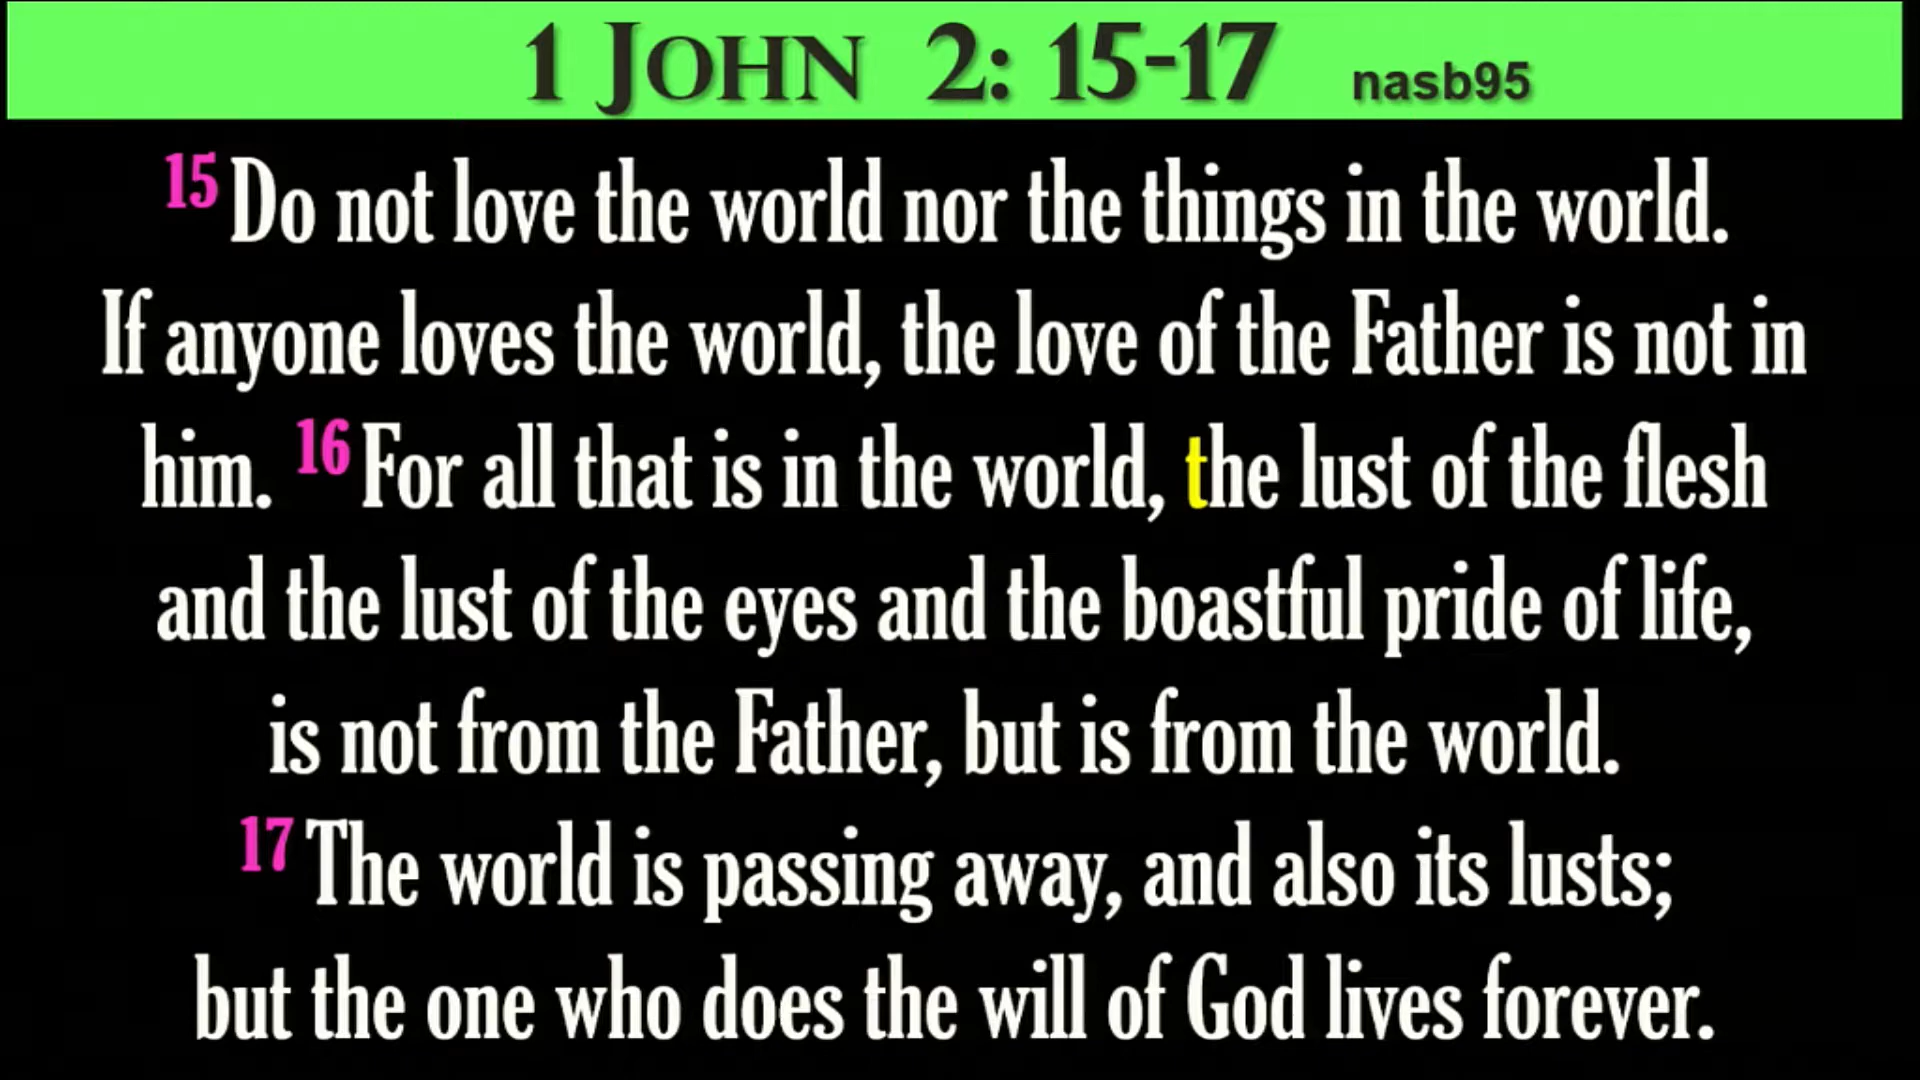 1 John 2: 15-17 nasb95
15 Do not love the world nor the things in the world.
If anyone loves the world, the love of the Father is not in
him. 16 For all that is in the world, the lust of the flesh
and the lust of the eyes and the boastful pride of life,
is not from the Father, but is from the world.
17 The world is passing away, and also its lusts;
but the one who does the will of God lives forever.